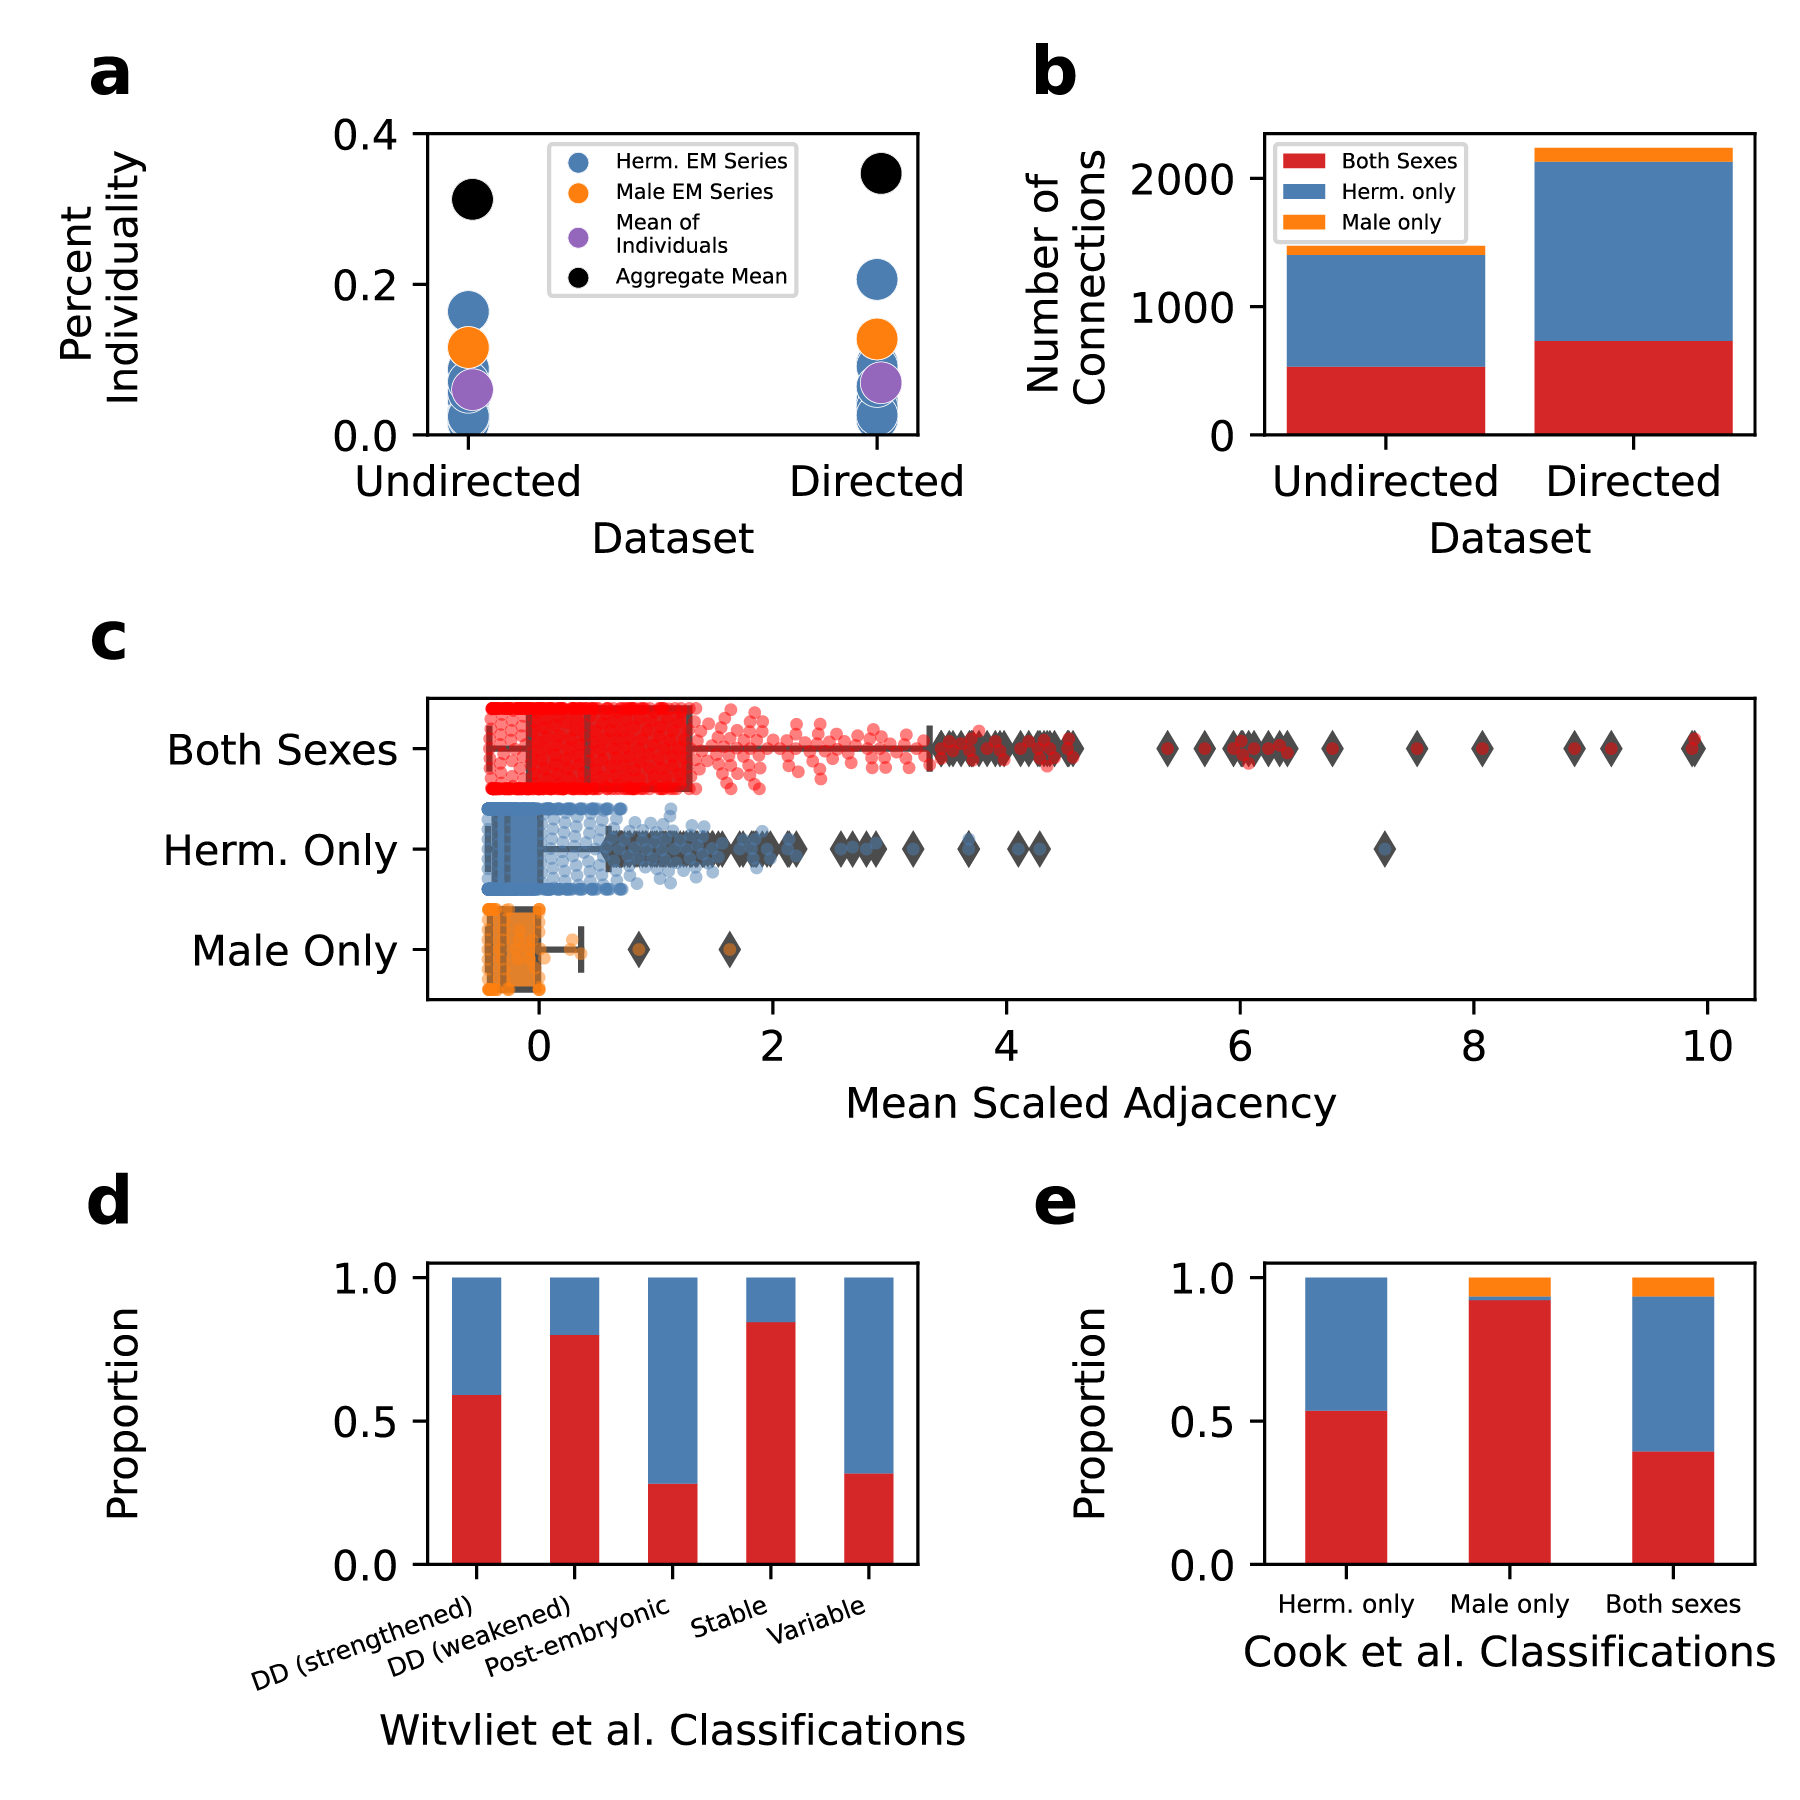 a
Percent
Individuality
0.4
0.2
0.0
Herm. EM Series
Male EM Series
Mean of
Individuals
Aggregate Mean
Undirected
Directed
Dataset
b
Number of
Connections
2000
1000
0
Both Sexes
Herm. only
Male only
Undirected
Directed
Dataset
c
Both Sexes
Herm. Only
Male Only
0
2
4
6
8
10
Mean Scaled Adjacency
d
Proportion
1.0
0.5
0.0
DD (strengthened)
DD (weakened)
Post-embryonic
Stable
Variable
Witvliet et al. Classifications
e
Proportion
1.0
0.5
0.0
Herm. only
Male only
Both sexes
Cook et al. Classifications